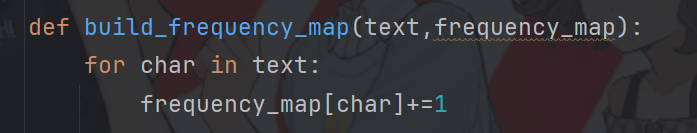 def build_frequency_map(text,frequency_map):
    for char in text:
        frequency_map[char]+=1